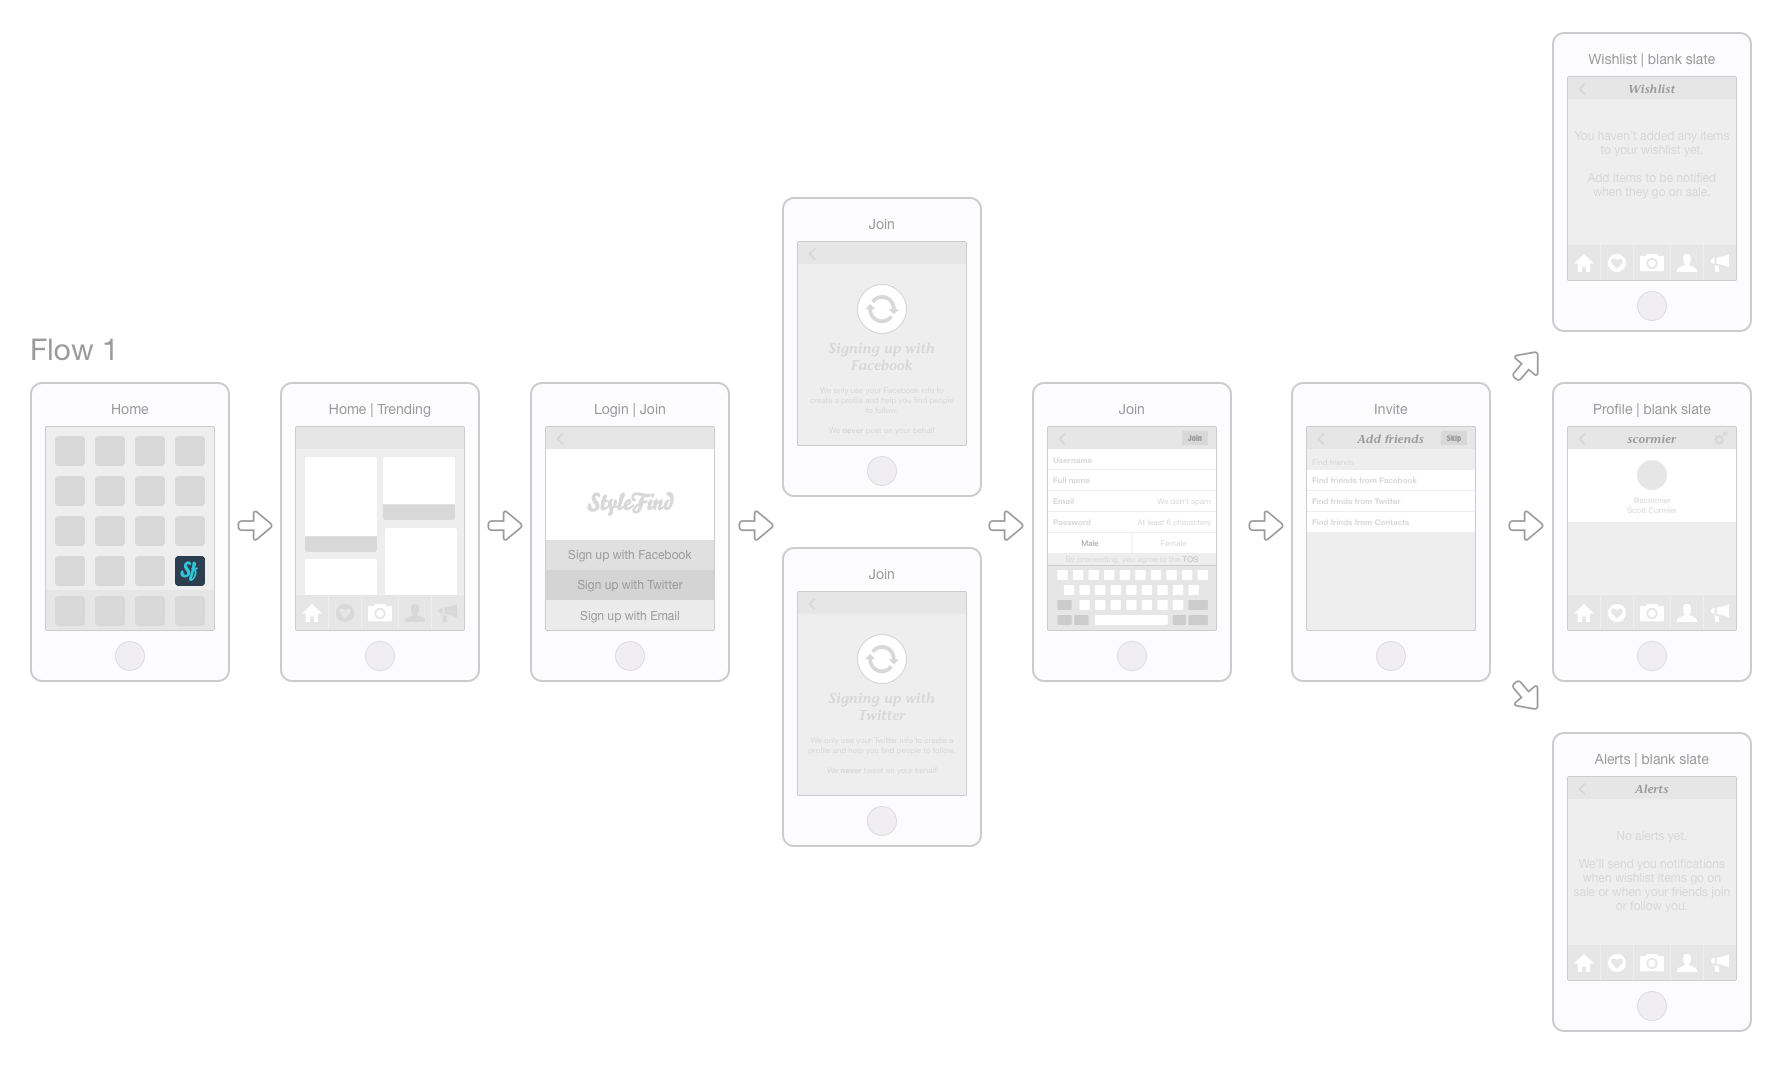 Flow 1
Home
Sf
Home | Trending
Login | Join
StyleFind
Sign up with Facebook
Sign up with Twitter
Sign up with Email
Join
Signing up with
Facebook
We only use your Facebook info to
create a profile and help you find people
to follow.
We never post on your behalf.
Join
Signing up with
Twitter
We only use your Twitter info to create a
profile and help you find people to follow.
We never tweet on your behalf.
Join
Join
Username
Full name
Email We don't spam
Password At least 6 characters
Male Female
By proceeding, you agree to the TOS
Invite
Add friends Skip
Find friends
Find friends from Facebook
Find frinds from Twitter
Find frinds from Contacts
Wishlist | blank slate
Wishlist
You haven't added any items
to your wishlist yet.
Add items to be notified
when they go on sale.
Profile | blank slate
scormier
@scormier
Scott Cormier
Alerts | blank slate
Alerts
No alerts yet.
We'll send you notifications
when wishlist items go on
sale or when your friends join
or follow you.